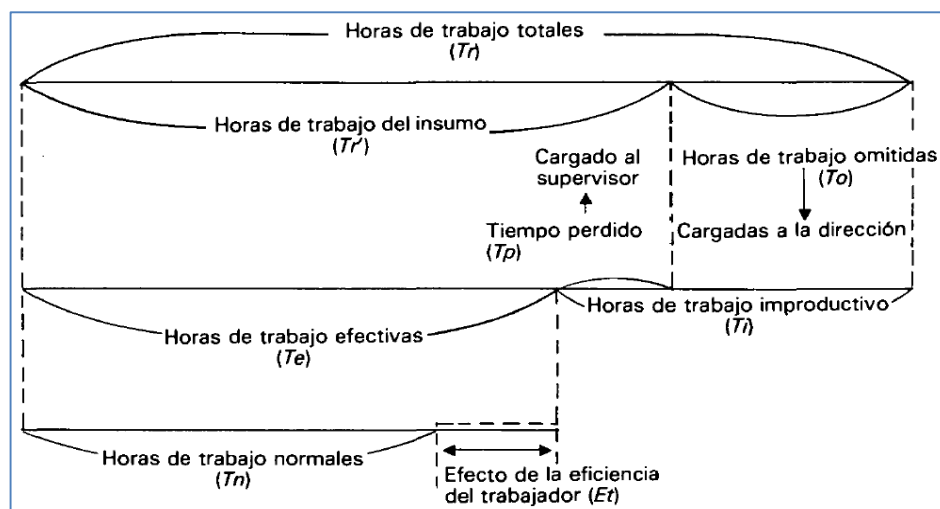 Horas de trabajo totales
(Tr)
Horas de trabajo del insumo
(Tr')
Cargado al
supervisor
Horas de trabajo omitidas
(To)
Tiempo perdido
(Tp)
Cargadas a la dirección
Horas de trabajo efectivas
(Te)
Horas de trabajo improductivo
(Ti)
Horas de trabajo normales
(Tn)
Efecto de la eficiencia
del trabajador (Et)